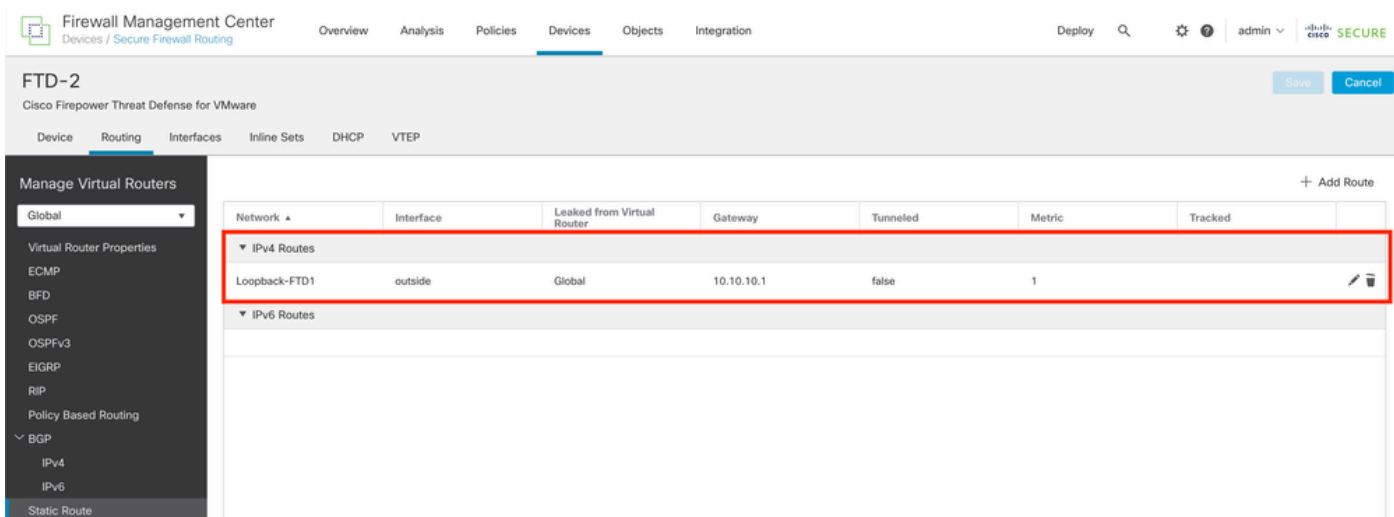 Firewall Management Center
Devices / Secure Firewall Routing
Overview Analysis Policies Devices Objects Integration Deploy admin cisco SECURE
FTD-2
Save Cancel
Cisco Firepower Threat Defense for VMware
Device Routing Interfaces Inline Sets DHCP VTEP
Manage Virtual Routers
Global
Virtual Router Properties
ECMP
BFD
OSPF
OSPFv3
EIGRP
RIP
Policy Based Routing
BGP
IPv4
IPv6
Static Route
+ Add Route
Network Interface Leaked from Virtual Router Gateway Tunneled Metric Tracked
IPv4 Routes
Loopback-FTD1 outside Global 10.10.10.1 false 1
IPv6 Routes